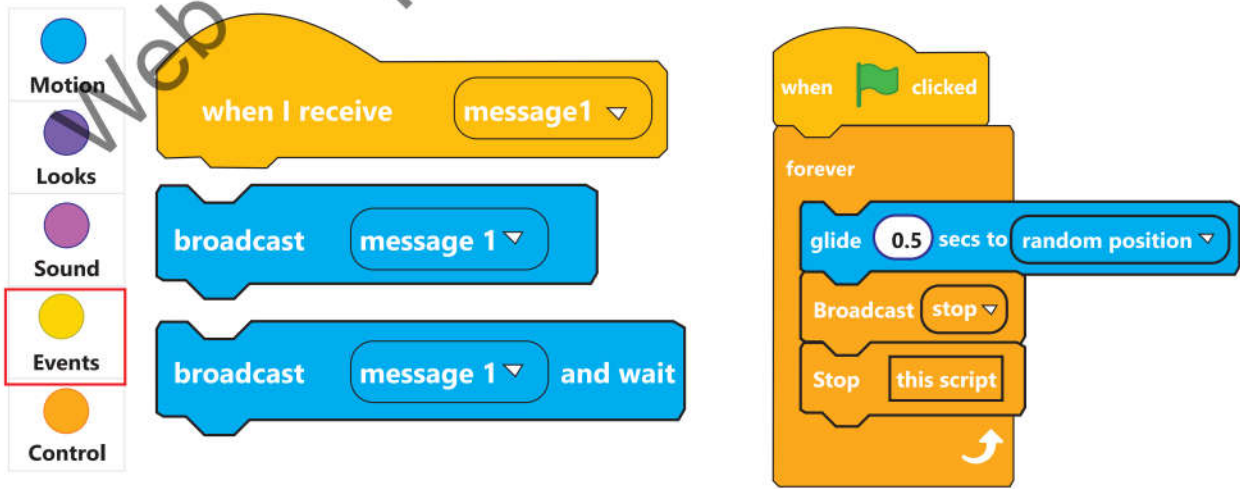 Web
Motion
Looks
Sound
Events
Control
when I receive message1
broadcast message 1
broadcast message 1 and wait
when clicked
forever
glide 0.5 secs to random position
Broadcast stop
Stop this script